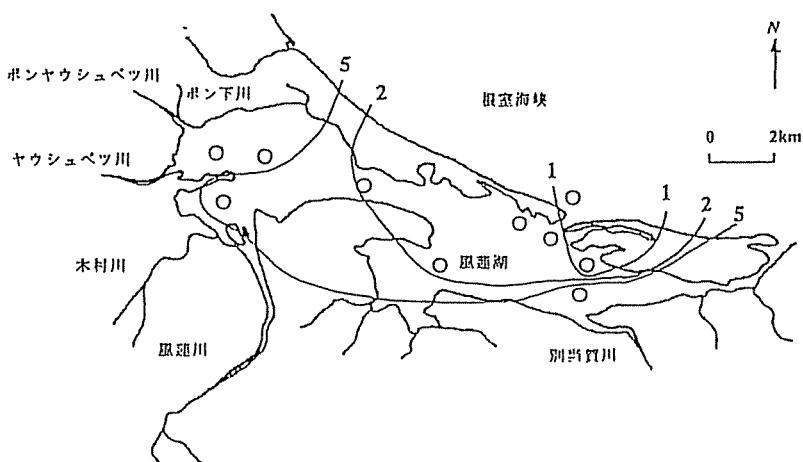 N
ポンヤウシュベツ川
ポン下川
5
2
根室海峡
0 2km
ヤウシュベツ川
1
1
2
5
風蓮湖
木村川
風蓮川
別当賀川